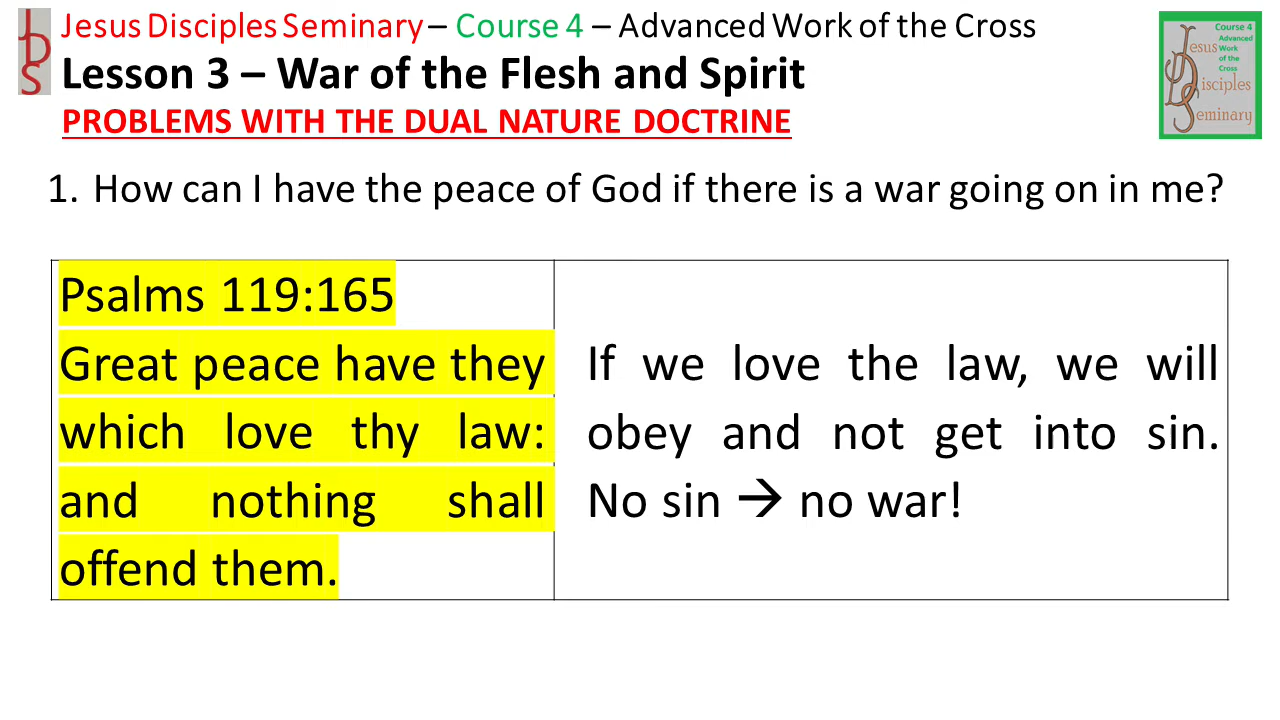 JDS
Jesus Disciples Seminary – Course 4 – Advanced Work of the Cross
Lesson 3 – War of the Flesh and Spirit
PROBLEMS WITH THE DUAL NATURE DOCTRINE
Course 4
Advanced
Work
of the
Cross
Jesus
Disciples
Seminary
1. How can I have the peace of God if there is a war going on in me?
Psalms 119:165
Great peace have they
which love thy law:
and nothing shall
offend them.
If we love the law, we will
obey and not get into sin.
No sin → no war!